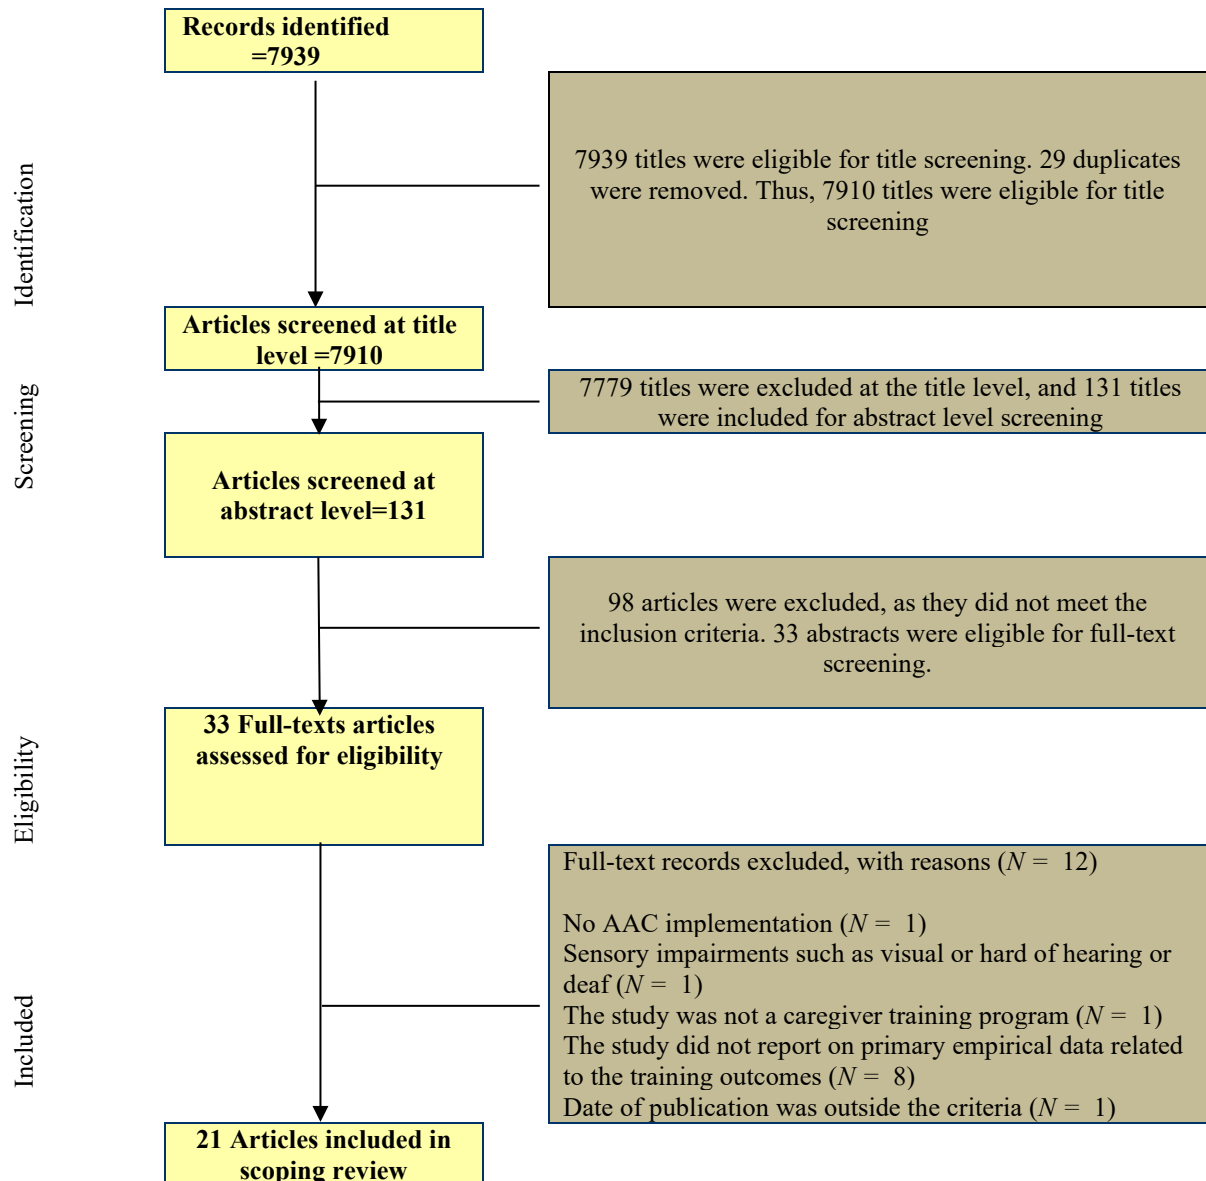 Records identified
=7939
7939 titles were eligible for title screening. 29 duplicates
were removed. Thus, 7910 titles were eligible for title
screening
Identification
Articles screened at title
level =7910
7779 titles were excluded at the title level, and 131 titles
were included for abstract level screening
Screening
Articles screened at
abstract level=131
98 articles were excluded, as they did not meet the
inclusion criteria. 33 abstracts were eligible for full-text
screening.
33 Full-texts articles
assessed for eligibility
Eligibility
Full-text records excluded, with reasons (N = 12)
No AAC implementation (N = 1)
Sensory impairments such as visual or hard of hearing or
deaf (N = 1)
The study was not a caregiver training program (N = 1)
The study did not report on primary empirical data related
to the training outcomes (N = 8)
Date of publication was outside the criteria (N = 1)
Included
21 Articles included in
scoping review